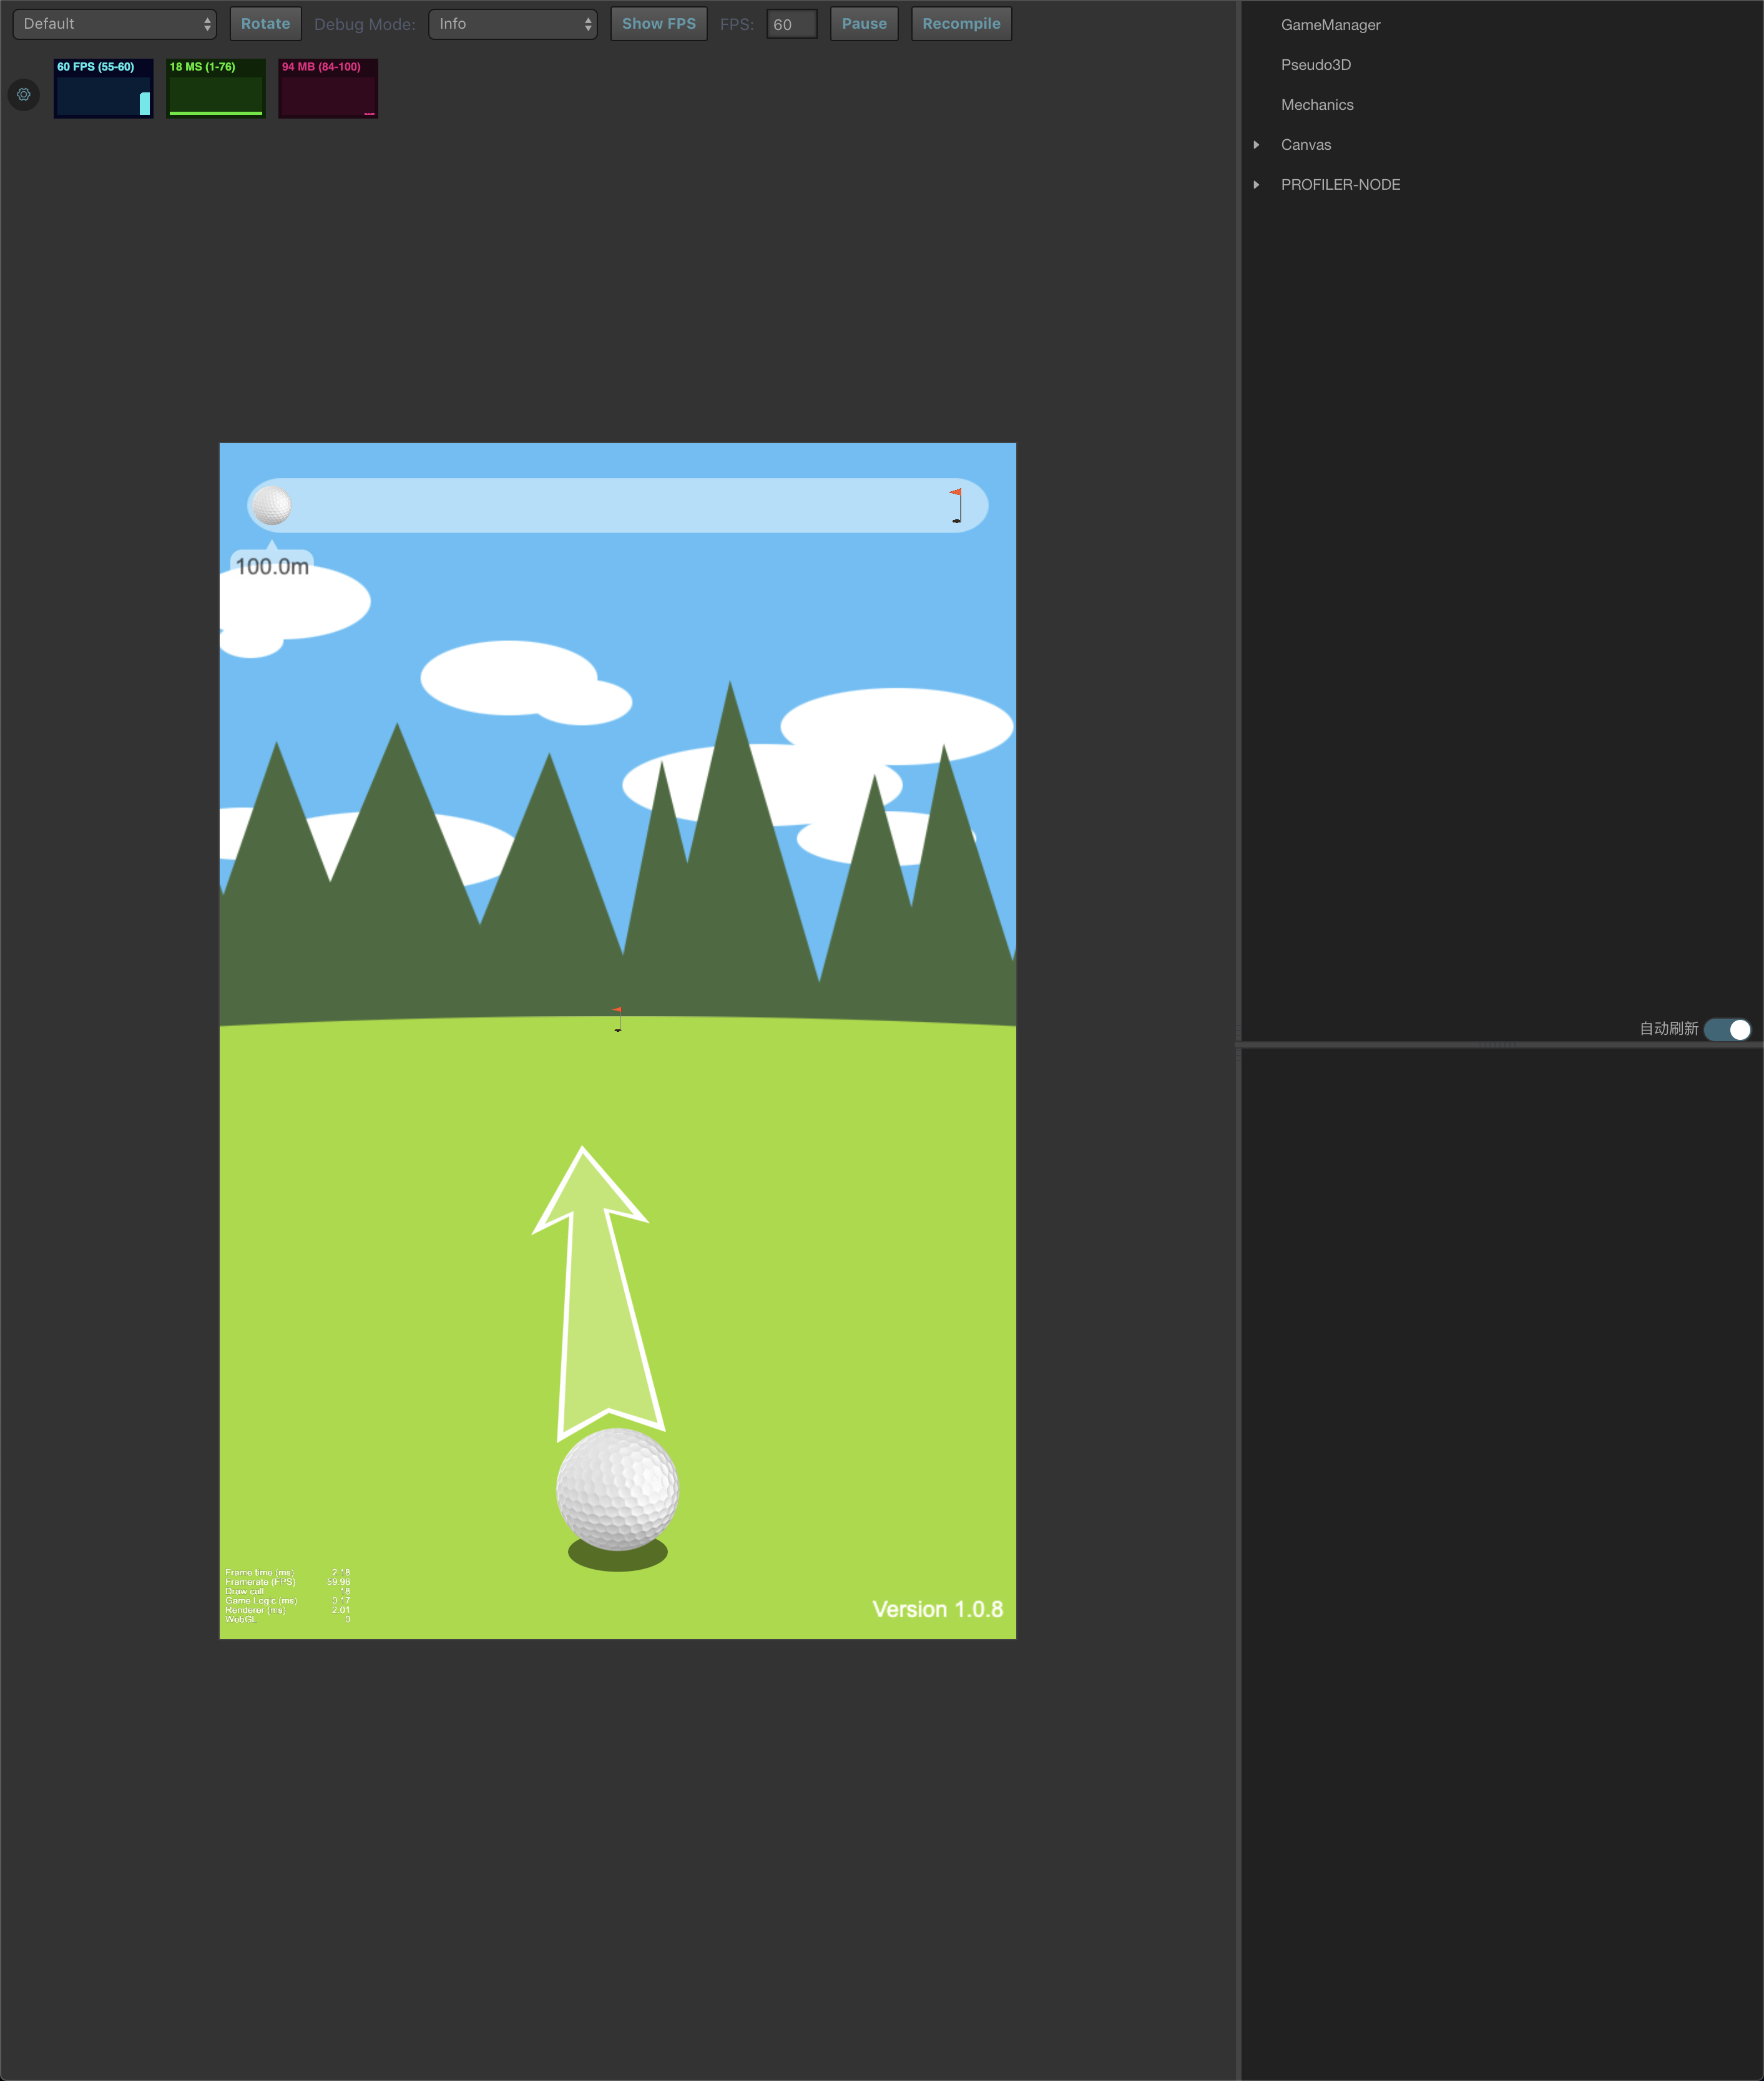 Default Rotate Debug Mode: Info Show FPS FPS: 60 Pause Recompile
60 FPS (55-60) 18 MS (1-76) 94 MB (84-100)
100.0m
Frame time (ms) 2.18
Framerate (FPS) 59.96
Draw call 18
Game Logic (ms) 0.17
Renderer (ms) 2.01
WebGL 0
Version 1.0.8
GameManager
Pseudo3D
Mechanics
Canvas
PROFILER-NODE
自动刷新